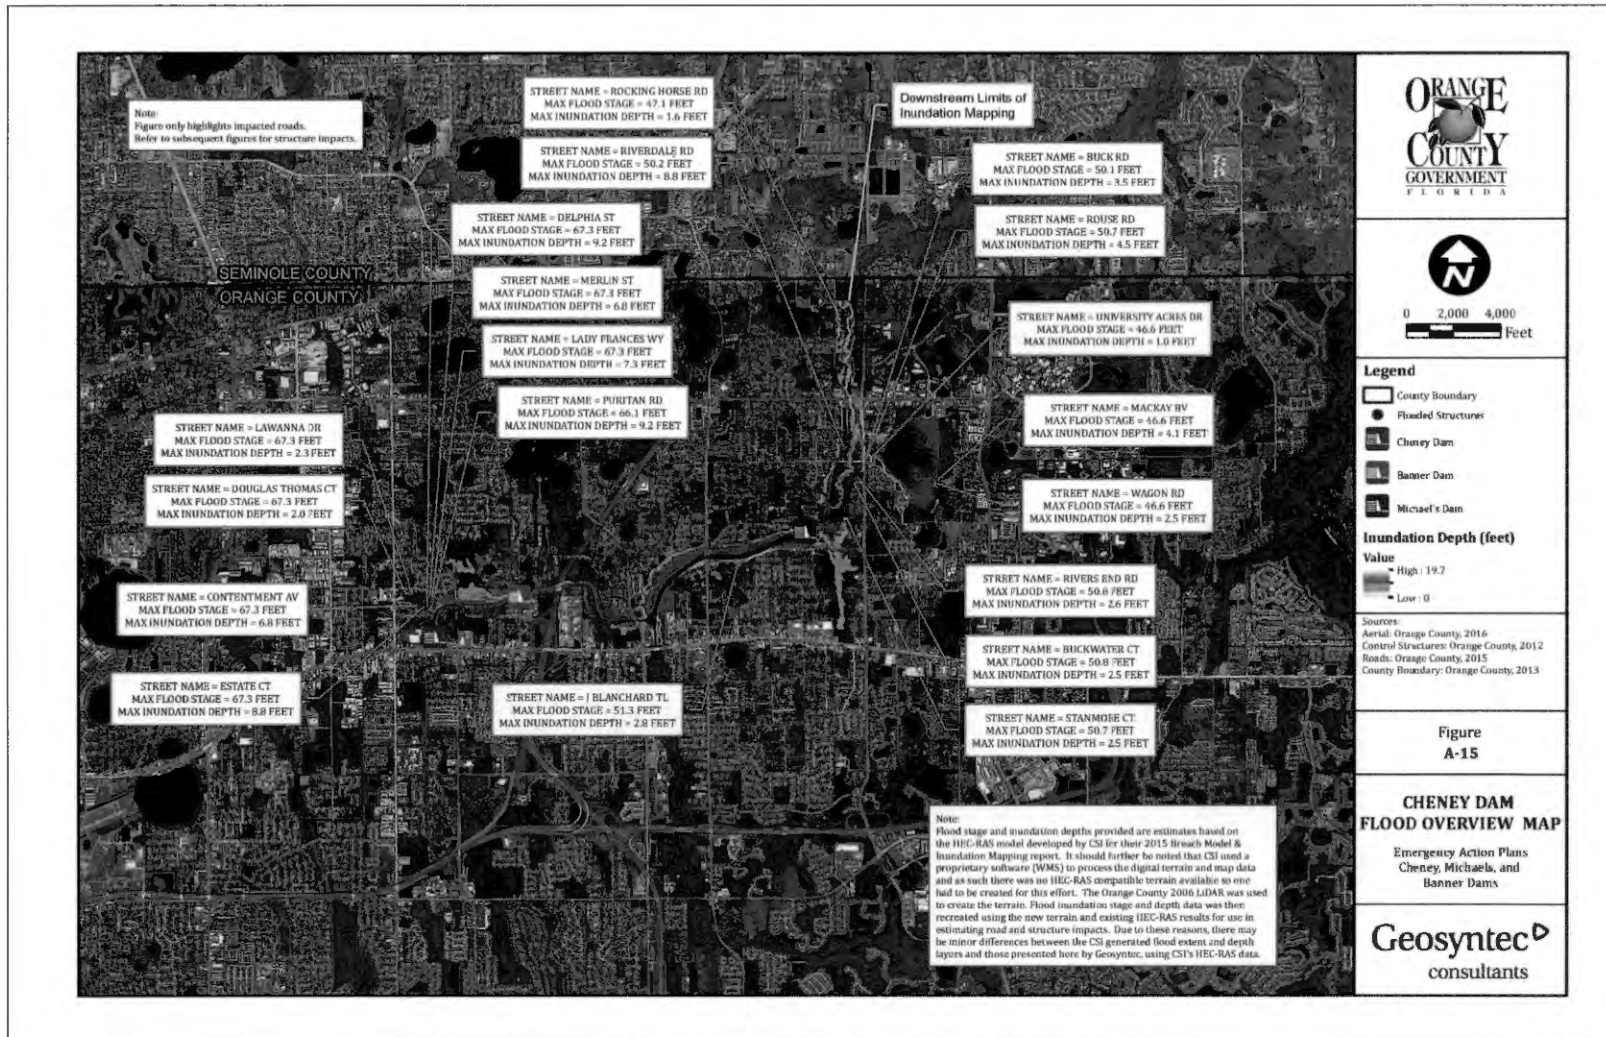 Note:
Figure only highlights impacted roads.
Refer to subsequent figures for structure impacts.
STREET NAME = ROCKING HORSE RD
MAX FLOOD STAGE = 47.1 FEET
MAX INUNDATION DEPTH = 1.6 FEET
STREET NAME = RIVERDALE RD
MAX FLOOD STAGE = 50.2 FEET
MAX INUNDATION DEPTH = 8.8 FEET
STREET NAME = DELPHIA ST
MAX FLOOD STAGE = 67.3 FEET
MAX INUNDATION DEPTH = 9.2 FEET
STREET NAME = MERLIN ST
MAX FLOOD STAGE = 67.3 FEET
MAX INUNDATION DEPTH = 6.8 FEET
STREET NAME = LADY FRANCES WY
MAX FLOOD STAGE = 67.3 FEET
MAX INUNDATION DEPTH = 7.3 FEET
STREET NAME = PURITAN RD
MAX FLOOD STAGE = 66.1 FEET
MAX INUNDATION DEPTH = 9.2 FEET
SEMINOLE COUNTY
ORANGE COUNTY
STREET NAME = LAWANNA DR
MAX FLOOD STAGE = 67.3 FEET
MAX INUNDATION DEPTH = 2.3 FEET
STREET NAME = DOUGLAS THOMAS CT
MAX FLOOD STAGE = 67.3 FEET
MAX INUNDATION DEPTH = 2.0 FEET
STREET NAME = CONTENTMENT AV
MAX FLOOD STAGE = 67.3 FEET
MAX INUNDATION DEPTH = 6.8 FEET
STREET NAME = ESTATE CT
MAX FLOOD STAGE = 67.3 FEET
MAX INUNDATION DEPTH = 8.8 FEET
STREET NAME = J BLANCHARD TL
MAX FLOOD STAGE = 51.3 FEET
MAX INUNDATION DEPTH = 2.8 FEET
Downstream Limits of
Inundation Mapping
STREET NAME = BUCK RD
MAX FLOOD STAGE = 50.1 FEET
MAX INUNDATION DEPTH = 3.5 FEET
STREET NAME = ROUSE RD
MAX FLOOD STAGE = 50.7 FEET
MAX INUNDATION DEPTH = 4.5 FEET
STREET NAME = UNIVERSITY ACRES DR
MAX FLOOD STAGE = 46.6 FEET
MAX INUNDATION DEPTH = 1.0 FEET
STREET NAME = MACKAY BV
MAX FLOOD STAGE = 46.6 FEET
MAX INUNDATION DEPTH = 4.1 FEET
STREET NAME = WAGON RD
MAX FLOOD STAGE = 46.6 FEET
MAX INUNDATION DEPTH = 2.5 FEET
STREET NAME = RIVERS END RD
MAX FLOOD STAGE = 50.8 FEET
MAX INUNDATION DEPTH = 2.6 FEET
STREET NAME = BUCKWATER CT
MAX FLOOD STAGE = 50.8 FEET
MAX INUNDATION DEPTH = 2.5 FEET
STREET NAME = STANMORE CT
MAX FLOOD STAGE = 50.7 FEET
MAX INUNDATION DEPTH = 2.5 FEET
Note:
Flood stage and inundation depths provided are estimates based on
the HEC-RAS model developed by CSI for their 2015 Breach Model &
Inundation Mapping report. It should further be noted that CSI used a
proprietary software (WMS) to process the digital terrain and map data
and as such there was no HEC-RAS compatible terrain available so one
had to be created for this effort. The Orange County 2006 LiDAR was used
to create the terrain. Flood inundation stage and depth data was then
recreated using the new terrain and existing HEC-RAS results for use in
estimating road and structure impacts. Due to these reasons, there may
be minor differences between the CSI generated flood extent and depth
layers and those presented here by Geosyntec, using CSI's HEC-RAS data.
ORANGE
COUNTY
GOVERNMENT
FLORIDA
N
0 2,000 4,000
Feet
Legend
County Boundary
Flooded Structures
Cheney Dam
Banner Dam
Michael's Dam
Inundation Depth (feet)
Value
High : 19.7
Low : 0
Sources:
Aerial: Orange County, 2016
Control Structures: Orange County, 2012
Roads: Orange County, 2015
County Boundary: Orange County, 2013
Figure
A-15
CHENEY DAM
FLOOD OVERVIEW MAP
Emergency Action Plans
Cheney, Michaels, and
Banner Dams
Geosyntec
consultants